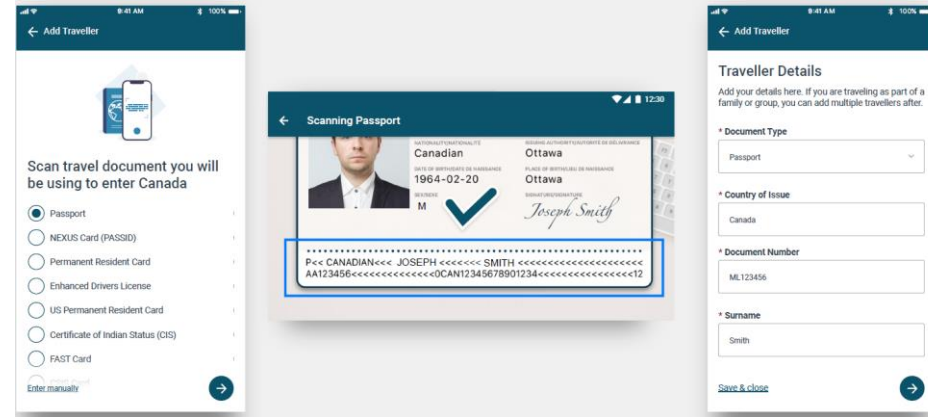 9:41 AM
100%
Add Traveller
Scan travel document you will
be using to enter Canada
Passport
NEXUS Card (PASSID)
Permanent Resident Card
Enhanced Drivers License
US Permanent Resident Card
Certificate of Indian Status (CIS)
FAST Card
Enter manually
12:30
Scanning Passport
Canadian
Ottawa
1964-02-20
Ottawa
M
Joseph Smith
P<< CANADIAN<<< JOSEPH <<<<<<< SMITH <<<<<<<<<<<<<<<<<<<<<<
AA123456<<<<<<<<<<<<<<0CAN12345678901234<<<<<<<<<<<<<<<<<12
9:41 AM
100%
Add Traveller
Traveller Details
Add your details here. If you are traveling as part of a
family or group, you can add multiple travellers after.
* Document Type
Passport
* Country of Issue
Canada
* Document Number
ML123456
* Surname
Smith
Save & close